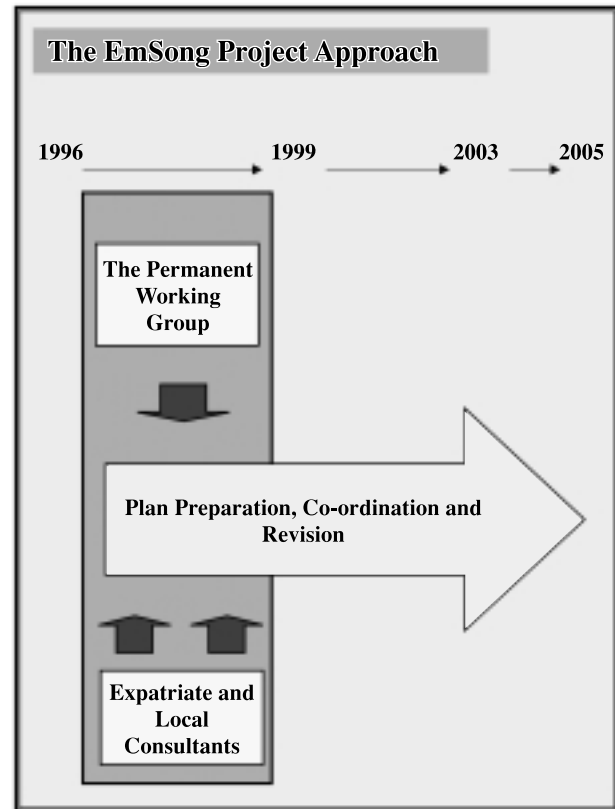 The EmSong Project Approach
1996 1999 2003 2005
The Permanent
Working
Group
Plan Preparation, Co-ordination and
Revision
Expatriate and
Local
Consultants